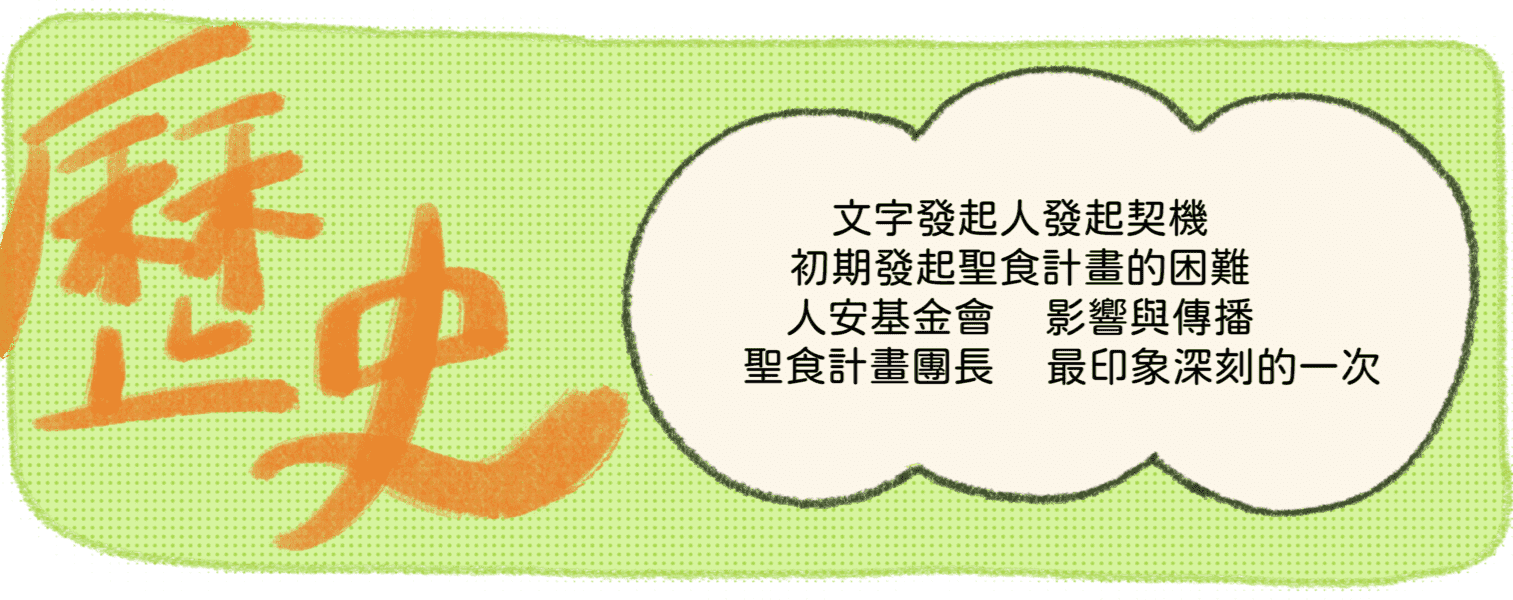 歷史
文字發起人發起契機
初期發起聖食計畫的困難
人安基金會 影響與傳播
聖食計畫團長 最印象深刻的一次